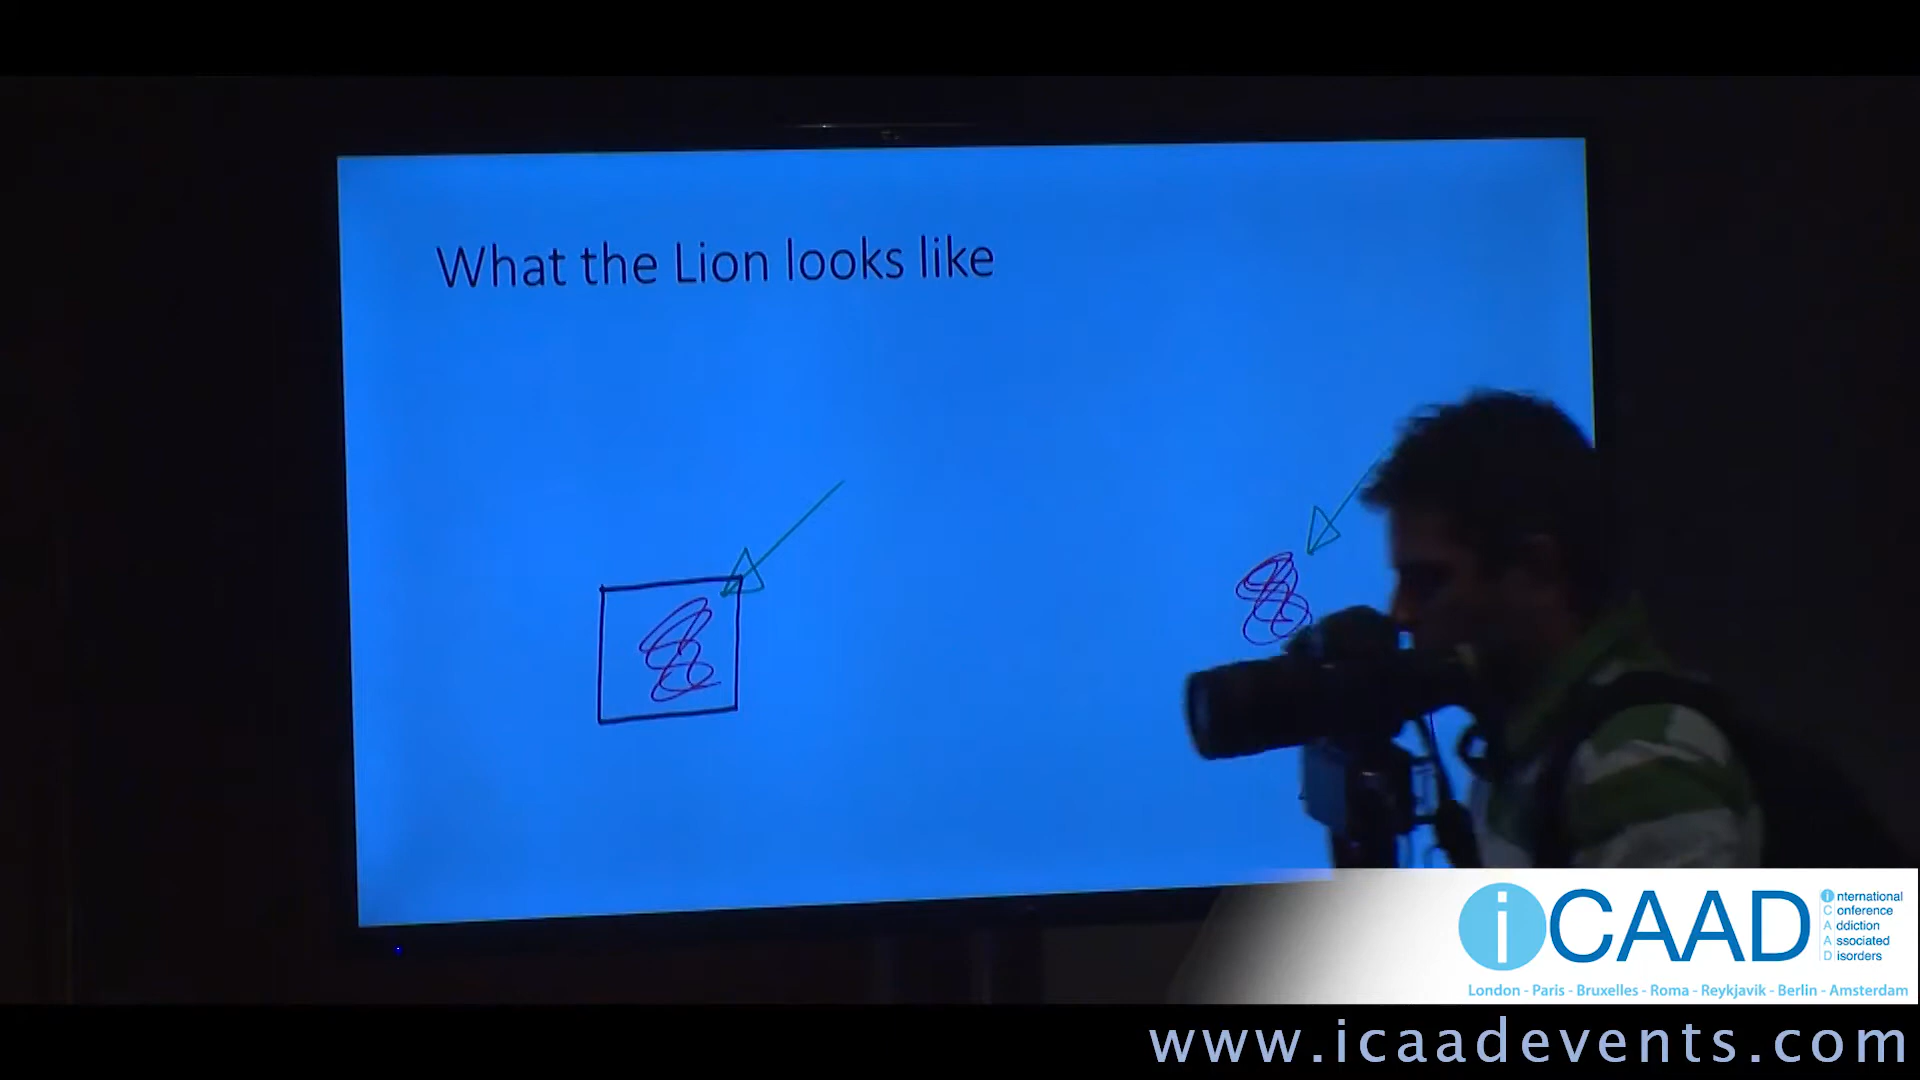 What the Lion looks like
iCAAD
international
Conference
Addiction
Associated
Disorders
London - Paris - Bruxelles - Roma - Reykjavik - Berlin - Amsterdam
www.icaadevents.com